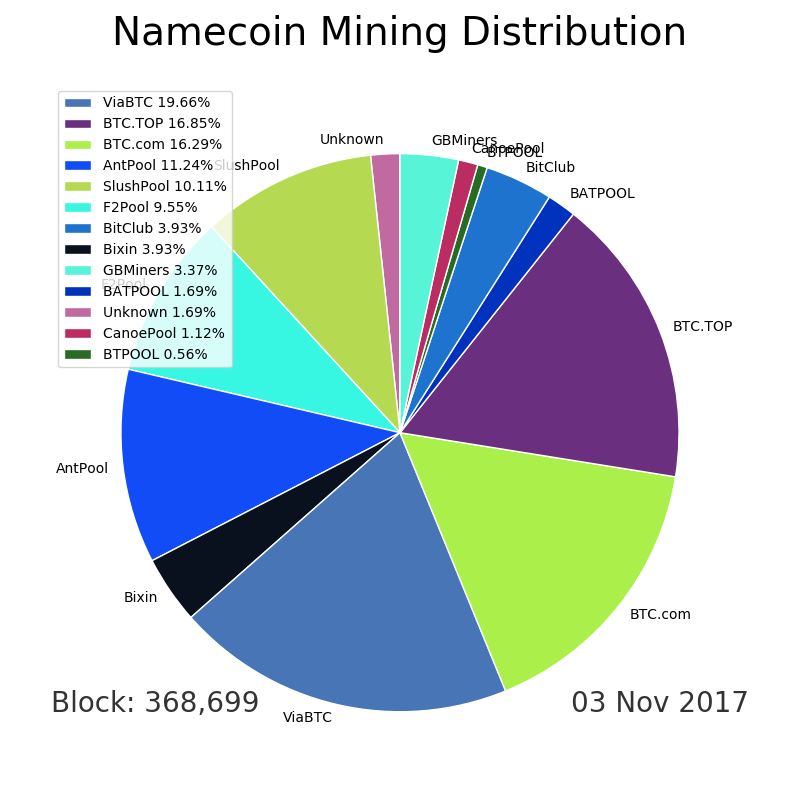 Namecoin Mining Distribution
ViaBTC 19.66%
BTC.TOP 16.85%
BTC.com 16.29%
AntPool 11.24%
SlushPool 10.11%
F2Pool 9.55%
BitClub 3.93%
Bixin 3.93%
GBMiners 3.37%
BATPOOL 1.69%
Unknown 1.69%
CanoePool 1.12%
BTPOOL 0.56%
Unknown
GBMiners
CanoePool
BTPOOL
BitClub
BATPOOL
SlushPool
F2Pool
BTC.TOP
AntPool
Bixin
BTC.com
ViaBTC
Block: 368,699
03 Nov 2017